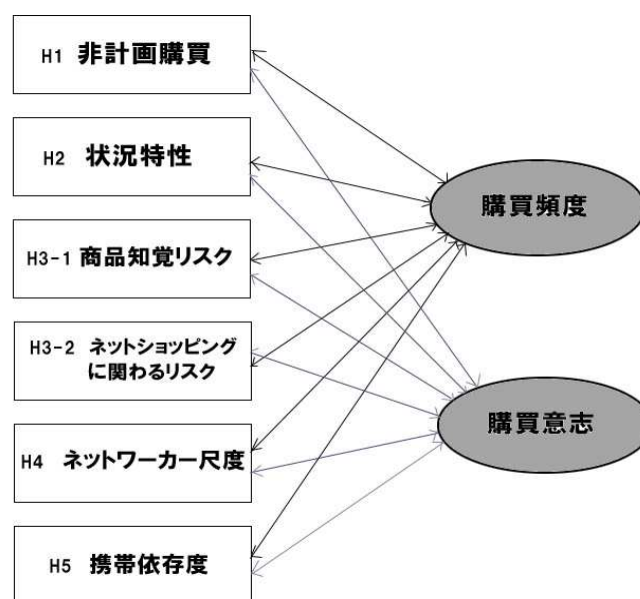 H1 非計画購買
H2 状況特性
H3-1 商品知覚リスク
H3-2 ネットショッピング
に関わるリスク
H4 ネットワーカー尺度
H5 携帯依存度
購買頻度
購買意志